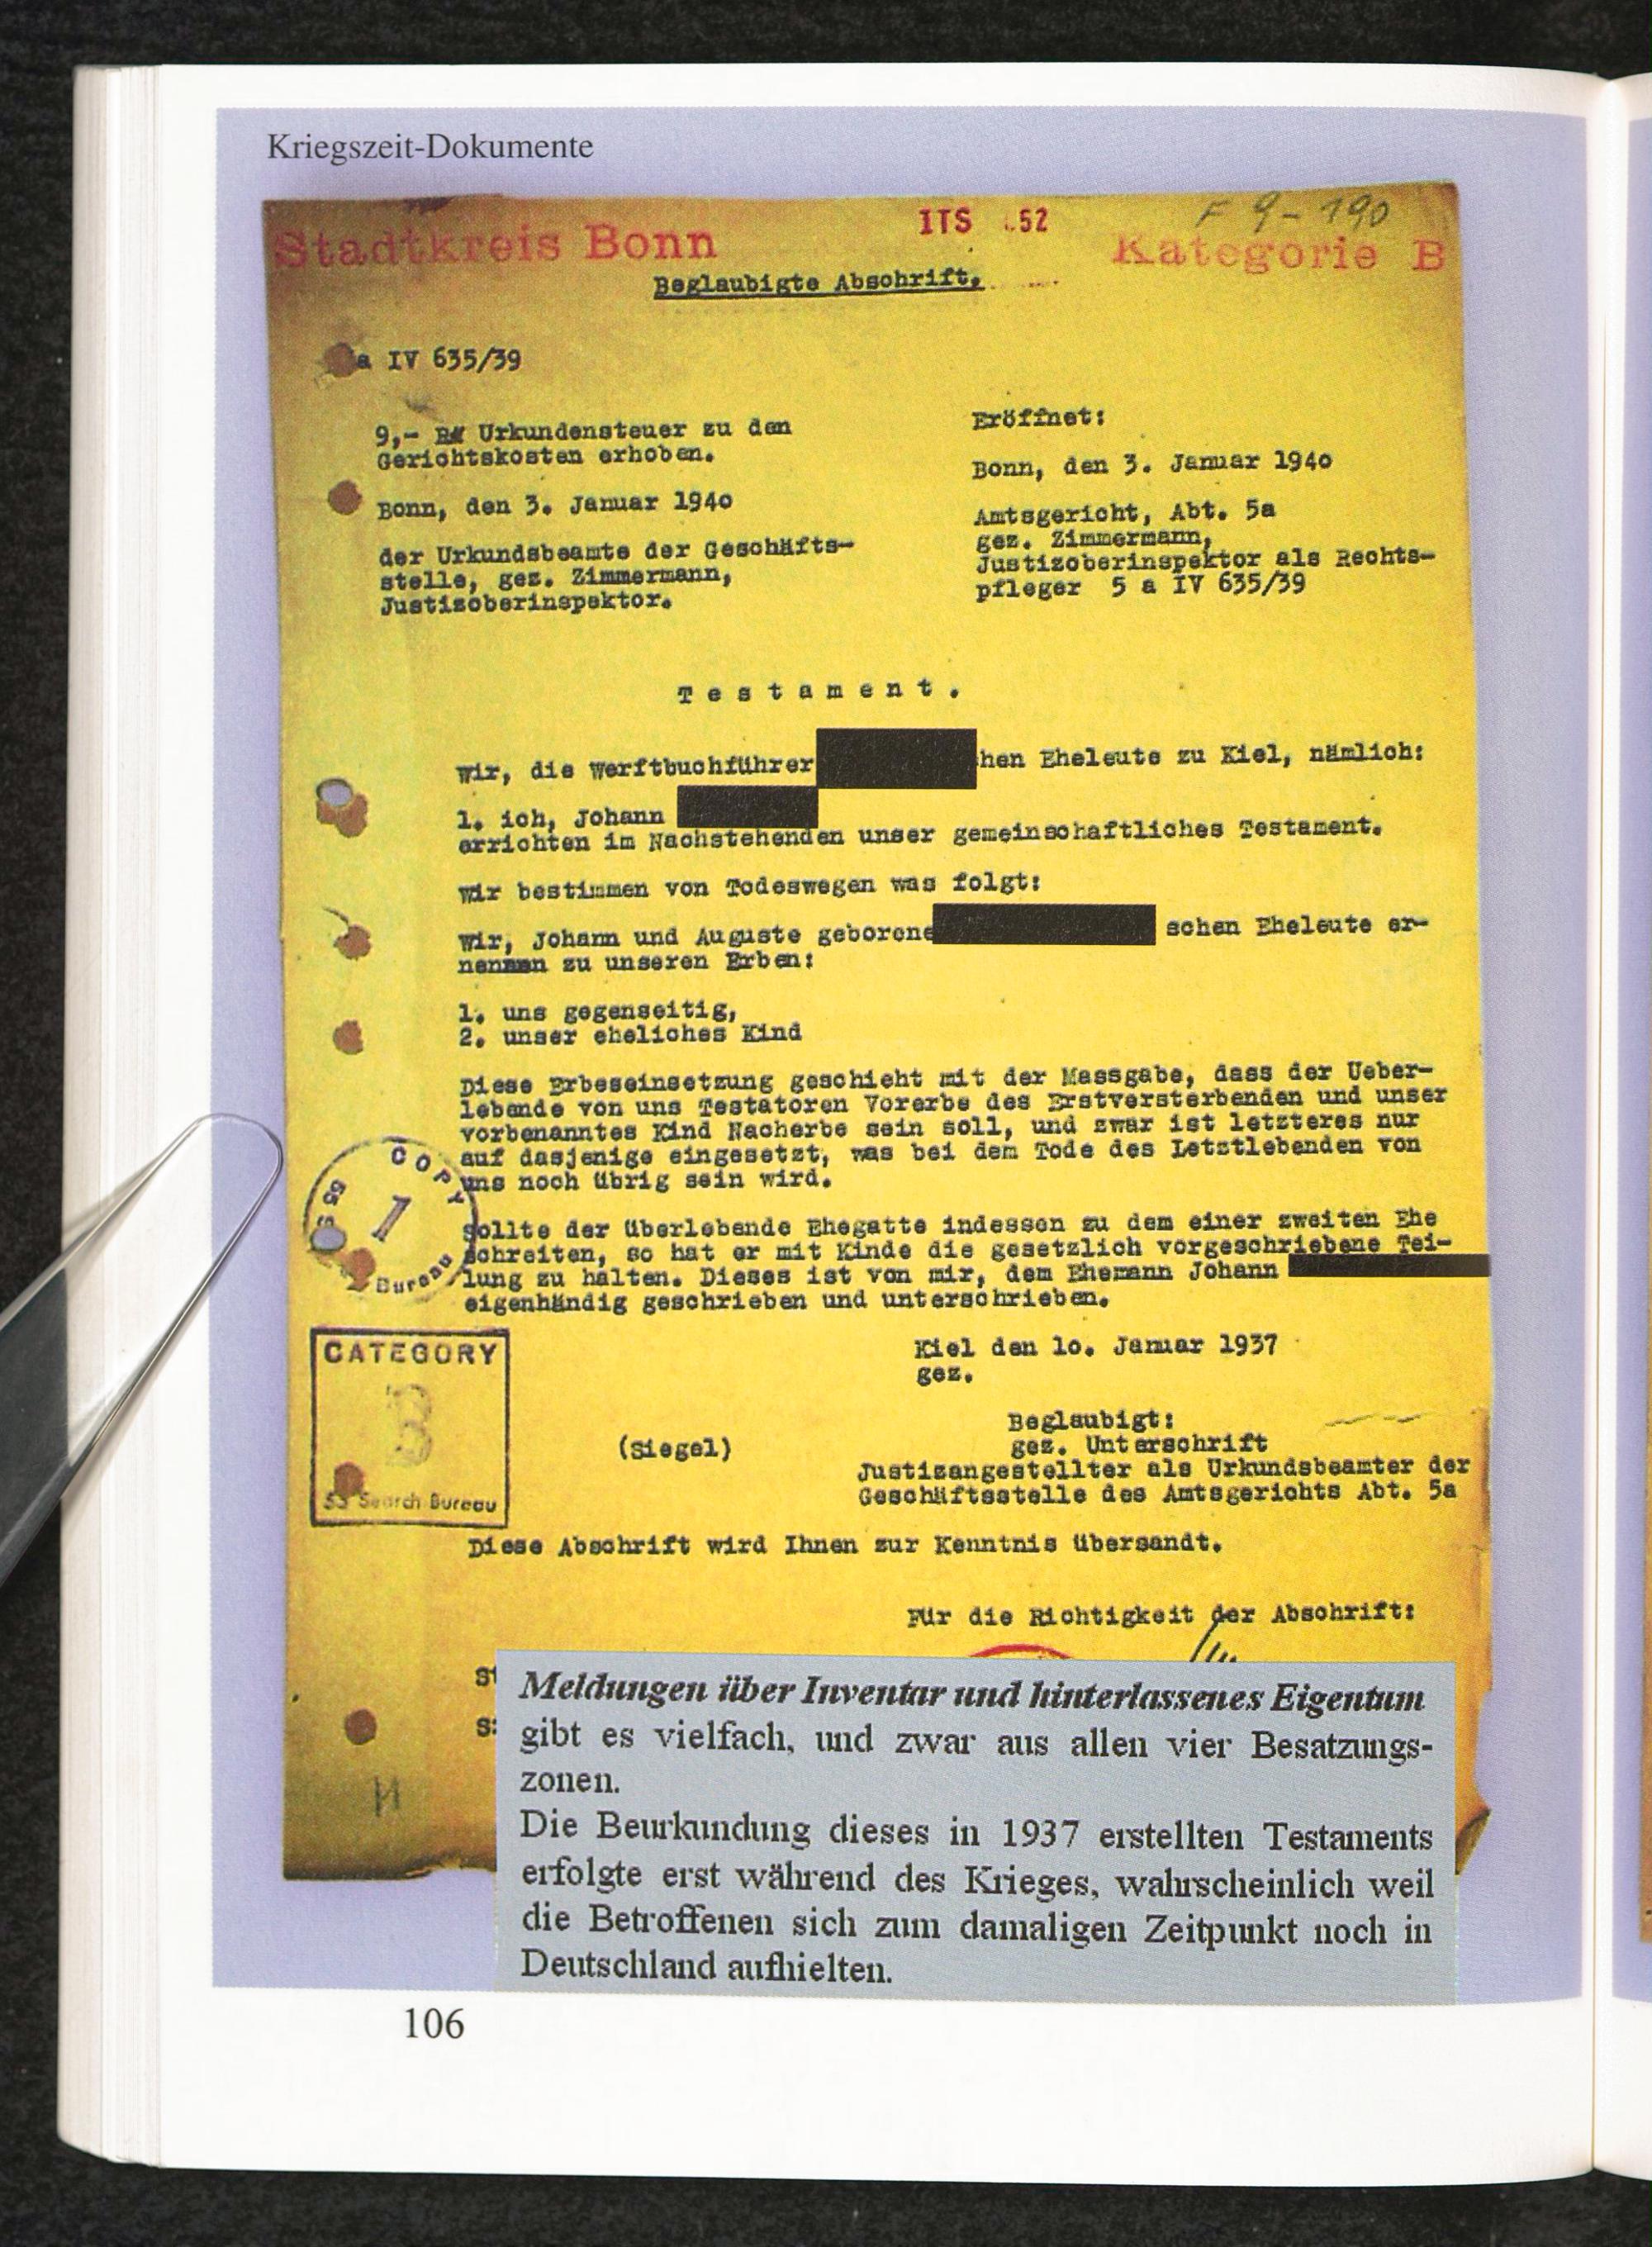 Kriegszeit-Dokumente
ITS 52
F 9-190
Stadtkreis Bonn
Kategorie B
Beglaubigte Abschrift.
a IV 635/39
9,- RM Urkundensteuer zu den
Gerichtskosten erhoben.
Bonn, den 3. Januar 1940
der Urkundsbeamte der Geschäfts-
stelle, gez. Zimmermann,
Justizoberinspektor.
Eröffnet:
Bonn, den 3. Januar 1940
Amtsgericht, Abt. 5a
gez. Zimmermann,
Justizoberinspektor als Rechts-
pfleger 5 a IV 635/39
Testament.
Wir, die Werftbuchführer hen Eheleute zu Kiel, nämlich:
1. ich, Johann
errichten im Nachstehenden unser gemeinschaftliches Testament.
Wir bestimmen von Todeswegen was folgt:
Wir, Johann und Auguste geborene schen Eheleute er-
nennen zu unseren Erben:
1. uns gegenseitig,
2. unser eheliches Kind
Diese Erbeseinsetzung geschieht mit der Massgabe, dass der Ueber-
lebende von uns Testatoren Vorerbe des Erstversterbenden und unser
vorbenanntes Kind Nacherbe sein soll, und zwar ist letzteres nur
auf dasjenige eingesetzt, was bei dem Tode des Letztlebenden von
uns noch übrig sein wird.
COPY
1
53 S
Bureau
Sollte der überlebende Ehegatte indessen zu dem einer zweiten Ehe
schreiten, so hat er mit Kinde die gesetzlich vorgeschriebene Tei-
lung zu halten. Dieses ist von mir, dem Ehemann Johann
eigenhändig geschrieben und unterschrieben.
Kiel den 10. Januar 1937
gez.
CATEGORY
B
53 Search Bureau
(Siegel)
Beglaubigt:
gez. Unterschrift
Justizangestellter als Urkundsbeamter der
Geschäftsstelle des Amtsgerichts Abt. 5a
Diese Abschrift wird Ihnen zur Kenntnis übersandt.
Für die Richtigkeit der Abschrift:
Meldungen über Inventar und hinterlassenes Eigentum
gibt es vielfach, und zwar aus allen vier Besatzungs-
zonen.
Die Beurkundung dieses in 1937 erstellten Testaments
erfolgte erst während des Krieges, wahrscheinlich weil
die Betroffenen sich zum damaligen Zeitpunkt noch in
Deutschland aufhielten.
106